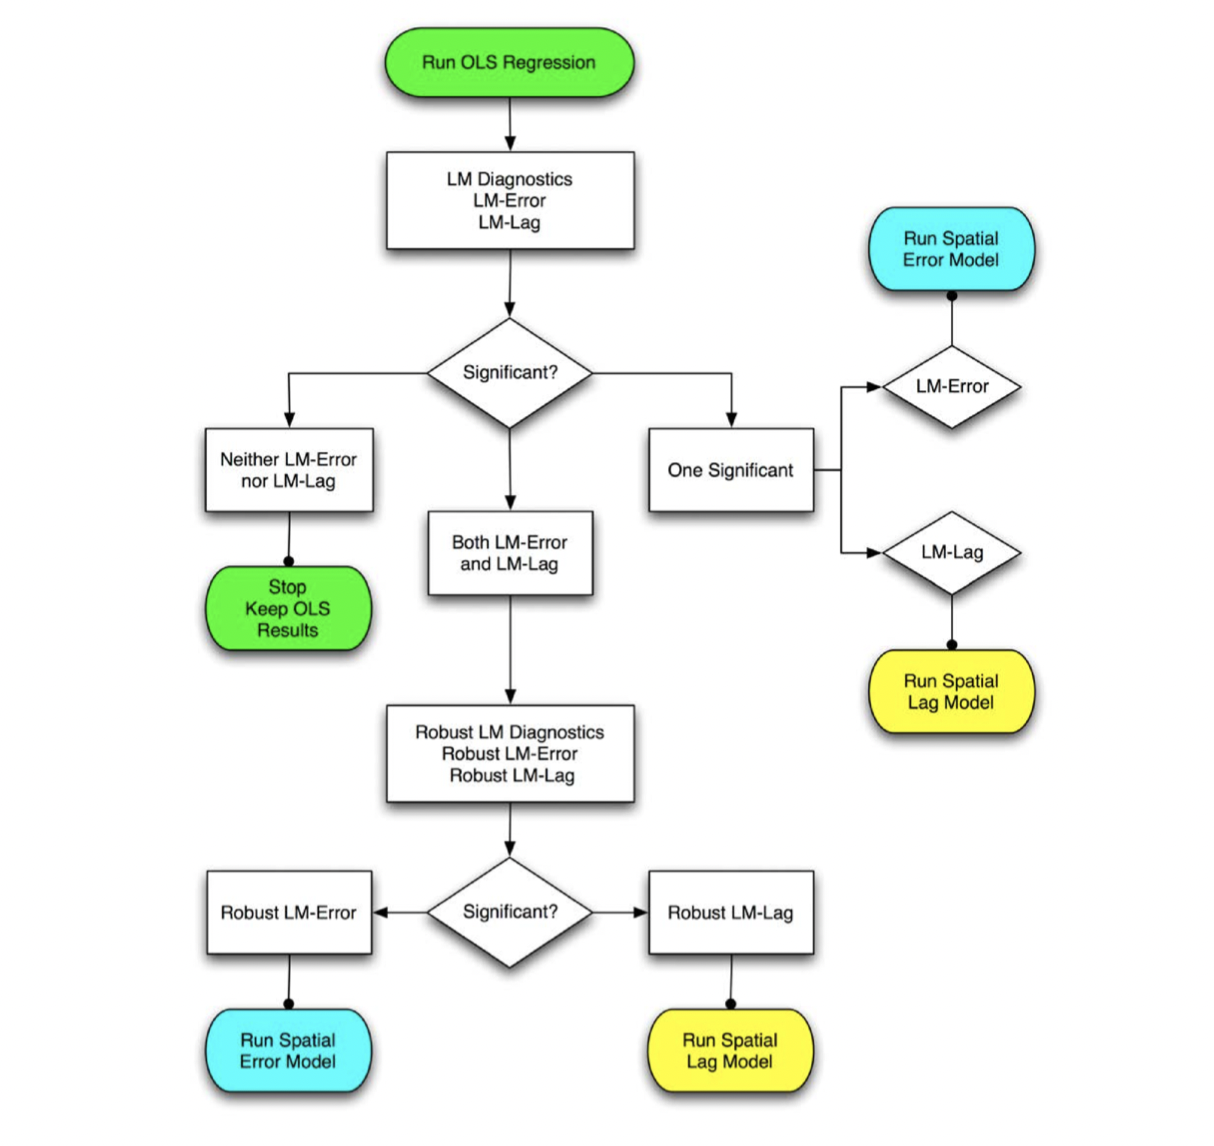 Run OLS Regression
LM Diagnostics
LM-Error
LM-Lag
Run Spatial
Error Model
Significant?
LM-Error
Neither LM-Error
nor LM-Lag
One Significant
Both LM-Error
and LM-Lag
LM-Lag
Stop
Keep OLS
Results
Run Spatial
Lag Model
Robust LM Diagnostics
Robust LM-Error
Robust LM-Lag
Robust LM-Error
Significant?
Robust LM-Lag
Run Spatial
Error Model
Run Spatial
Lag Model